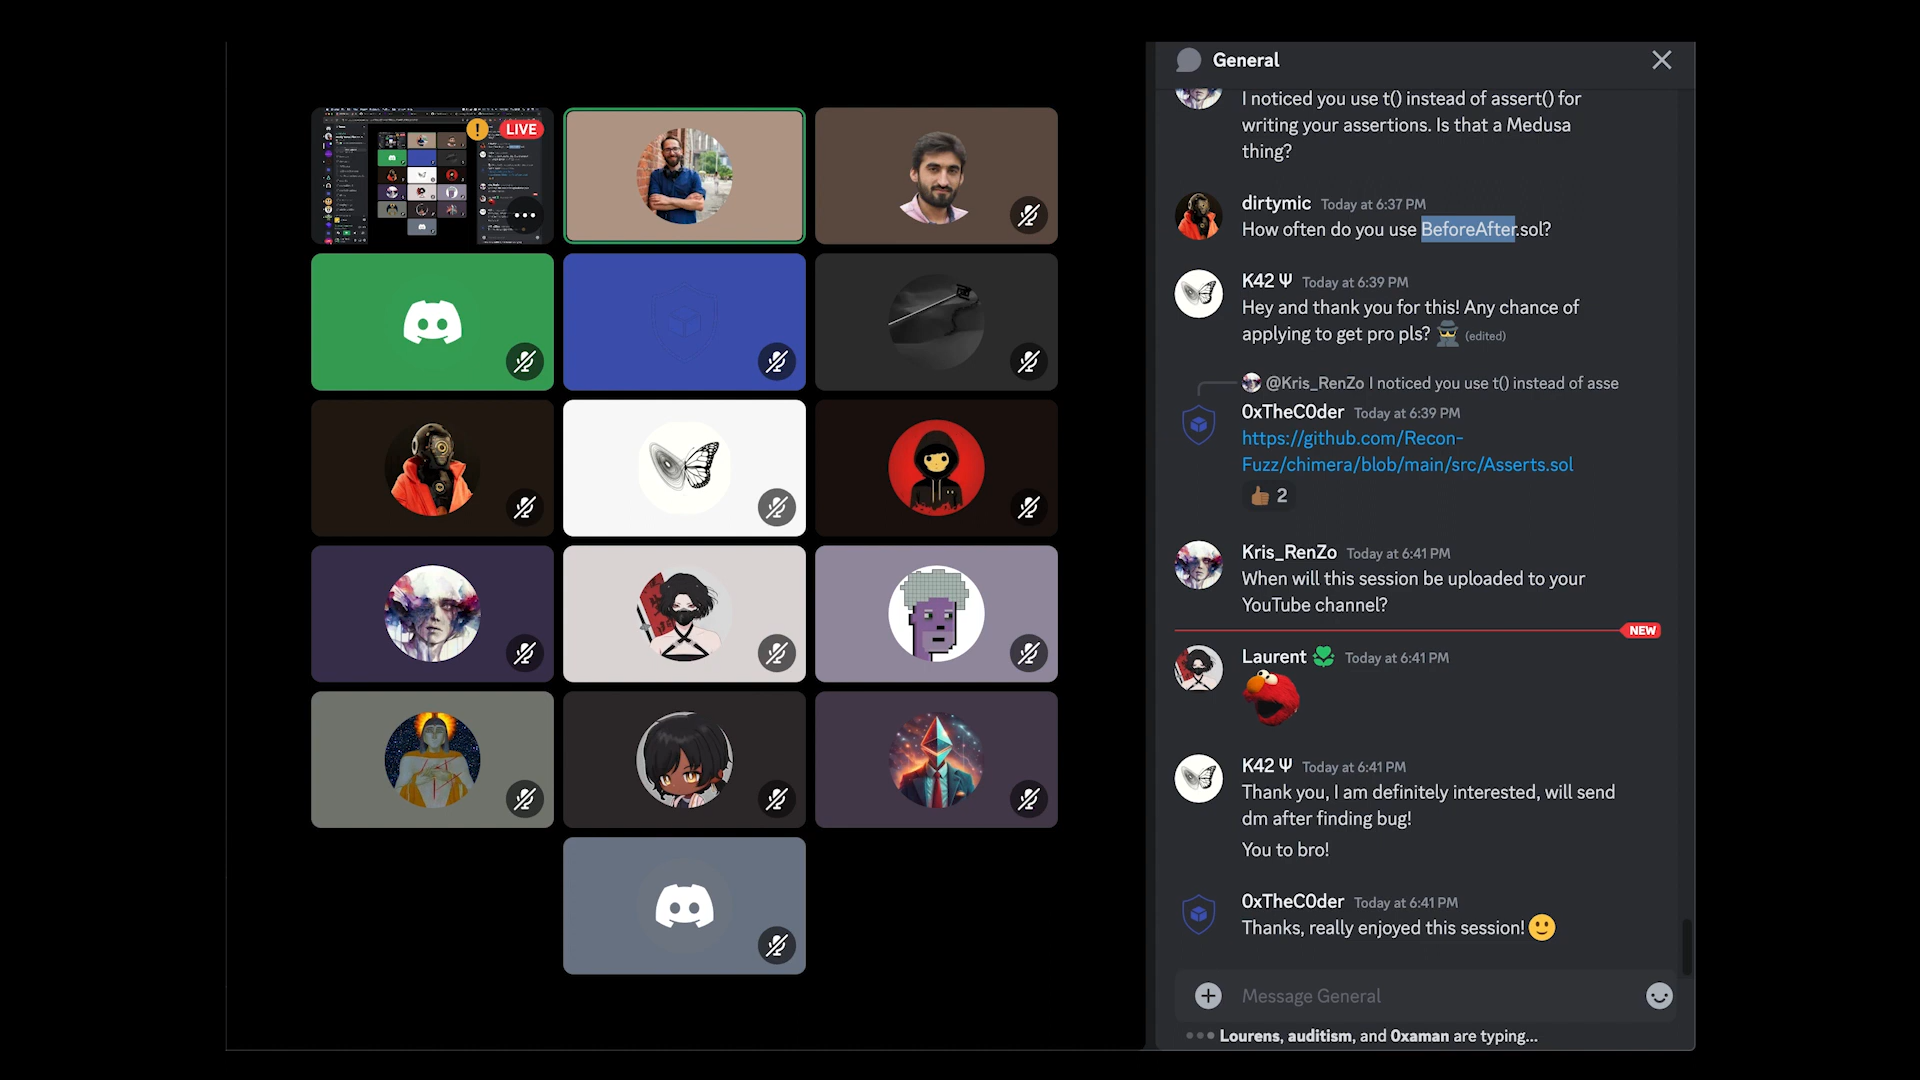 LIVE
General
I noticed you use t() instead of assert() for
writing your assertions. Is that a Medusa
thing?
dirtymic Today at 6:37 PM
How often do you use BeforeAfter.sol?
K42 Ψ Today at 6:39 PM
Hey and thank you for this! Any chance of
applying to get pro pls? (edited)
@Kris_RenZo I noticed you use t() instead of asse
0xTheC0der Today at 6:39 PM
https://github.com/Recon-
Fuzz/chimera/blob/main/src/Asserts.sol
2
Kris_RenZo Today at 6:41 PM
When will this session be uploaded to your
YouTube channel?
NEW
Laurent Today at 6:41 PM
K42 Ψ Today at 6:41 PM
Thank you, I am definitely interested, will send
dm after finding bug!
You to bro!
0xTheC0der Today at 6:41 PM
Thanks, really enjoyed this session!
Message General
Lourens, auditism, and 0xaman are typing...